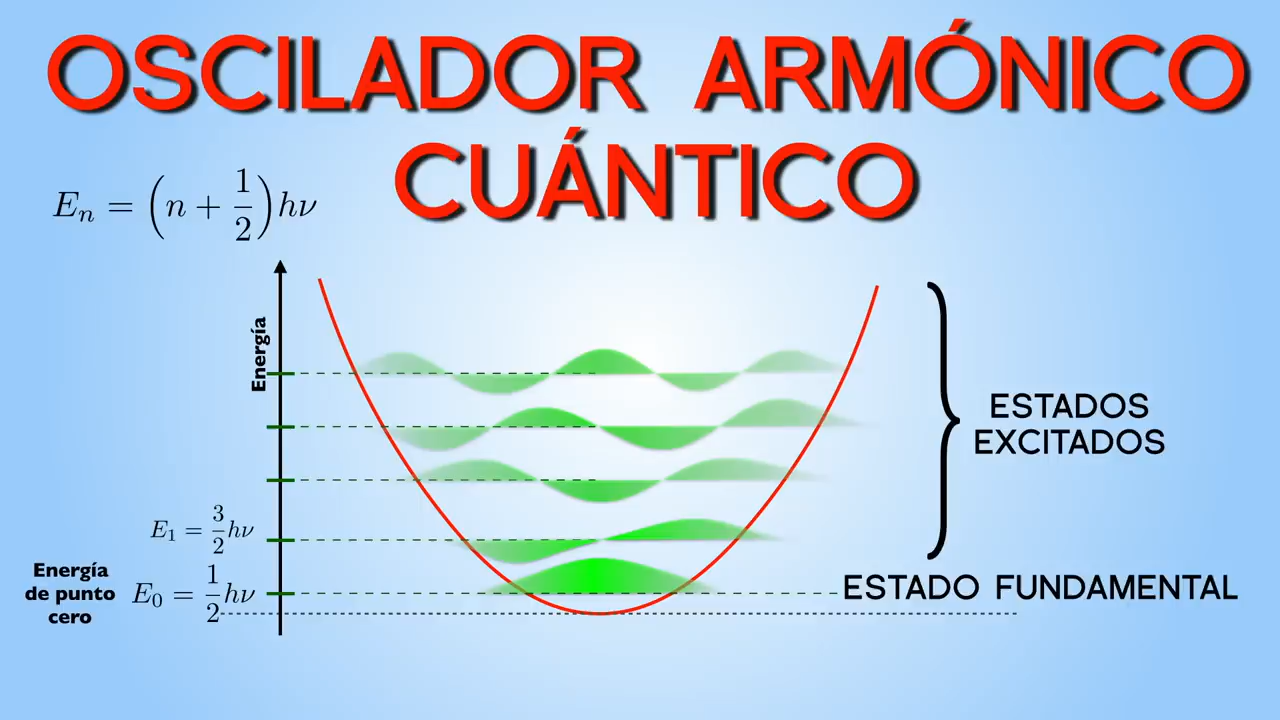 OSCILADOR ARMÓNICO
CUÁNTICO
E_n = (n + 1/2)hν
Energía
ESTADOS
EXCITADOS
E_1 = 3/2 hν
Energía
de punto
cero
E_0 = 1/2 hν
ESTADO FUNDAMENTAL